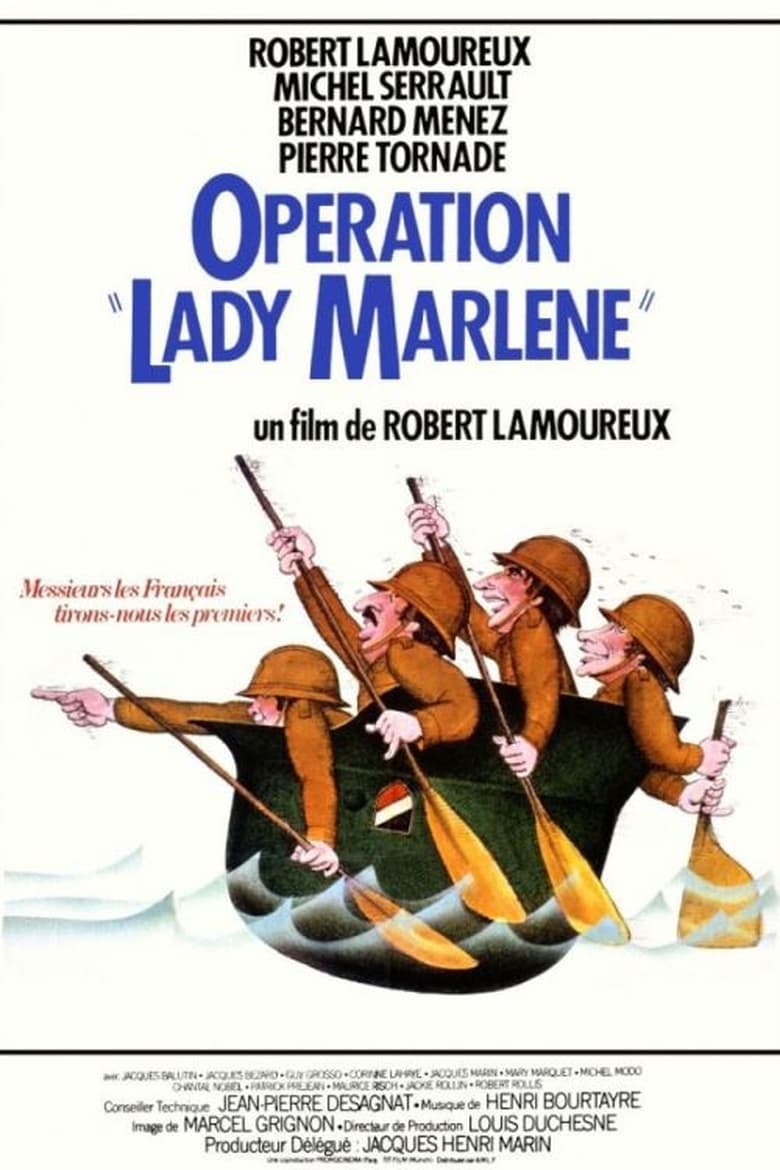 ROBERT LAMOUREUX
MICHEL SERRAULT
BERNARD MENEZ
PIERRE TORNADE
OPERATION
"LADY MARLENE"
un film de ROBERT LAMOUREUX
Messieurs les Français
tirons-nous les premiers!
avec JACQUES BALUTIN • JACQUES BEZARD • GUY GROSSO • CORINNE LAHAYE • JACQUES MARIN • MARY MARQUET • MICHEL MODO
CHANTAL NOBEL • PATRICK PREJEAN • MAURICE RISCH • JACKIE ROLLIN • ROBERT ROLLIS
Conseiller Technique JEAN-PIERRE DESAGNAT • Musique de HENRI BOURTAYRE
Image de MARCEL GRIGNON • Directeur de Production LOUIS DUCHESNE
Producteur Délégué : JACQUES HENRI MARIN
Une coproduction